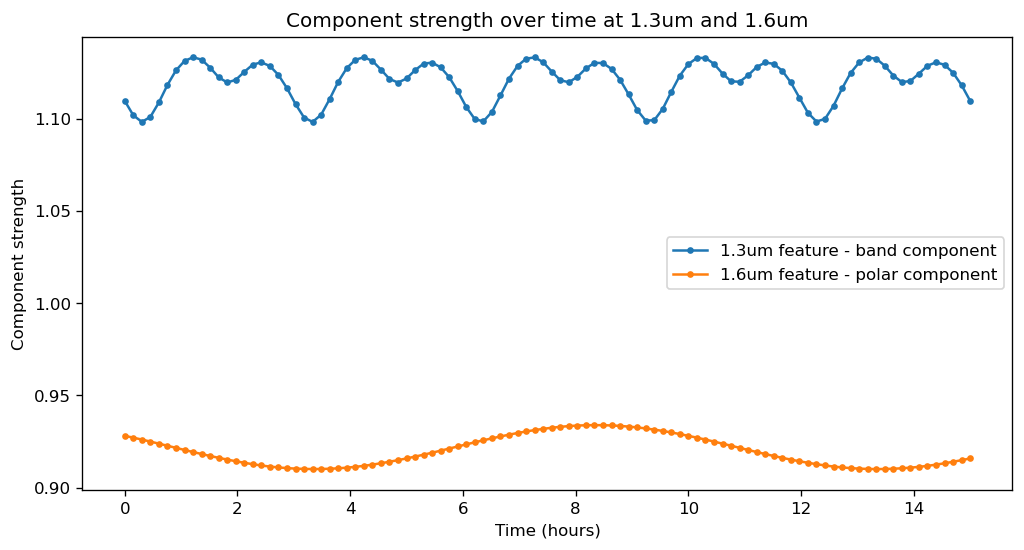 Component strength over time at 1.3um and 1.6um
1.10
1.05
1.00
0.95
0.90
Component strength
1.3um feature - band component
1.6um feature - polar component
0 2 4 6 8 10 12 14
Time (hours)